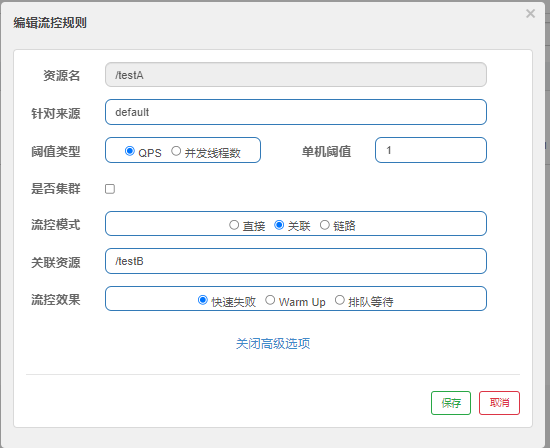 编辑流控规则
×
资源名 /testA
针对来源 default
阈值类型 QPS 并发线程数 单机阈值 1
是否集群
流控模式 直接 关联 链路
关联资源 /testB
流控效果 快速失败 Warm Up 排队等待
关闭高级选项
保存 取消